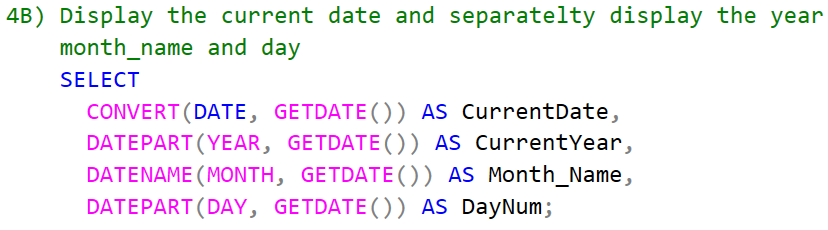 4B) Display the current date and separatelty display the year
month_name and day
SELECT
CONVERT(DATE, GETDATE()) AS CurrentDate,
DATEPART(YEAR, GETDATE()) AS CurrentYear,
DATENAME(MONTH, GETDATE()) AS Month_Name,
DATEPART(DAY, GETDATE()) AS DayNum;